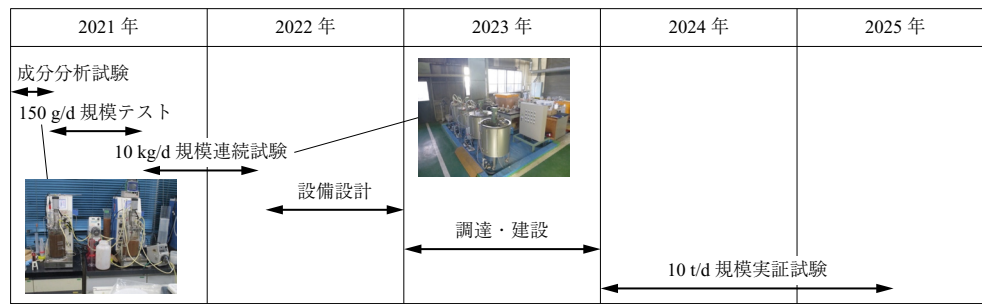 2021 年
2022 年
2023 年
2024 年
2025 年
成分分析試験
150 g/d 規模テスト
10 kg/d 規模連続試験
設備設計
調達・建設
10 t/d 規模実証試験